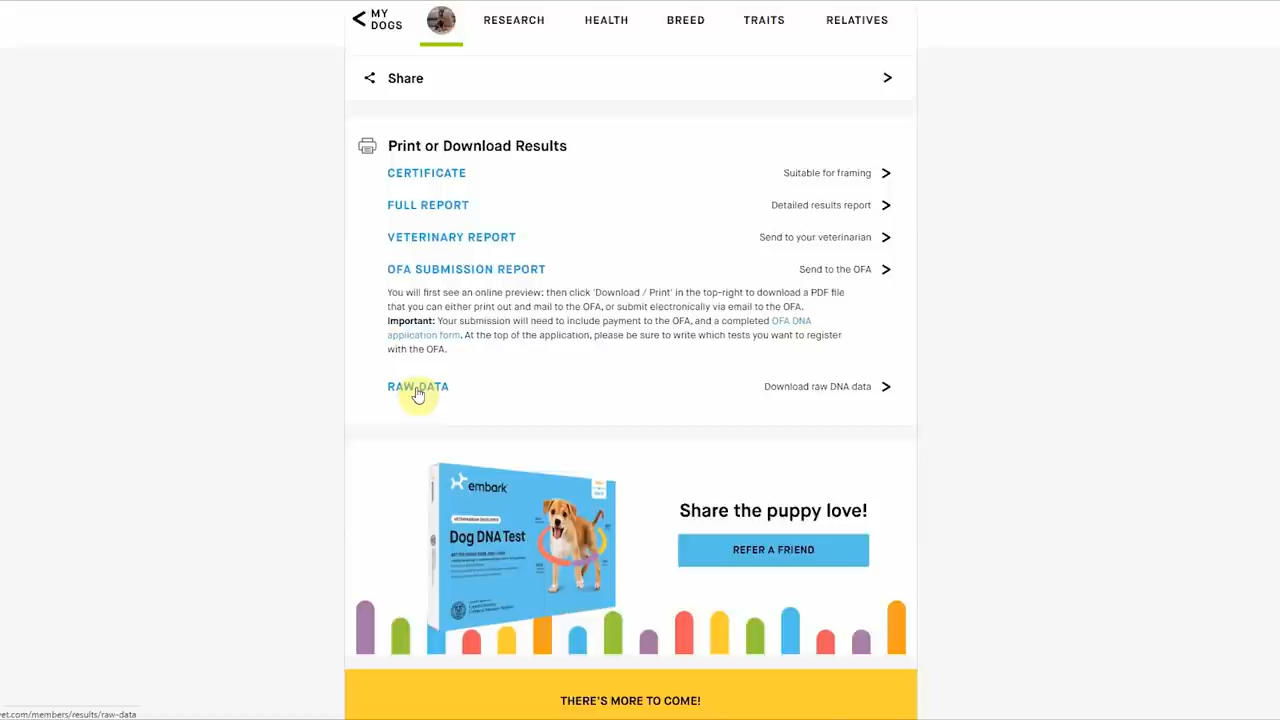 MY DOGS
RESEARCH
HEALTH
BREED
TRAITS
RELATIVES
Share
Print or Download Results
CERTIFICATE
Suitable for framing
FULL REPORT
Detailed results report
VETERINARY REPORT
Send to your veterinarian
OFA SUBMISSION REPORT
Send to the OFA
You will first see an online preview; then click 'Download / Print' in the top-right to download a PDF file
that you can either print out and mail to the OFA, or submit electronically via email to the OFA.
Important: Your submission will need to include payment to the OFA, and a completed OFA DNA
application form. At the top of the application, please be sure to write which tests you want to register
with the OFA.
RAW DATA
Download raw DNA data
embark
Dog DNA Test
Share the puppy love!
REFER A FRIEND
THERE'S MORE TO COME!
vet.com/members/results/raw-data